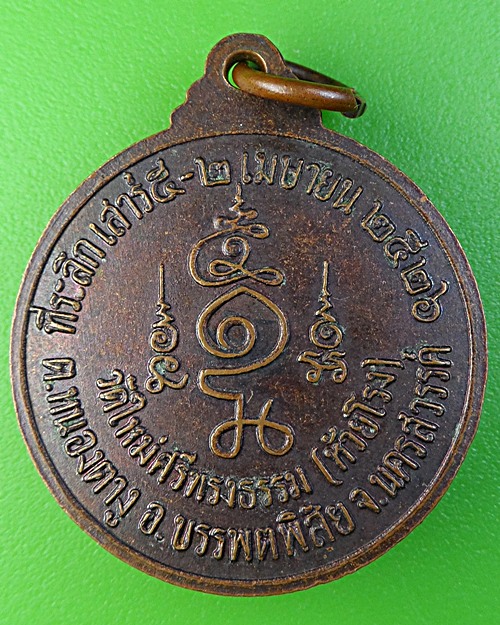 ที่ระลึก เสาร์๕-๒ เมษายน ๒๕๒๑
วัดใหม่ศรีทรงธรรม (ห้วยโรง)
ต.หนองตางู อ.บรรพตพิสัย จ.นครสวรรค์